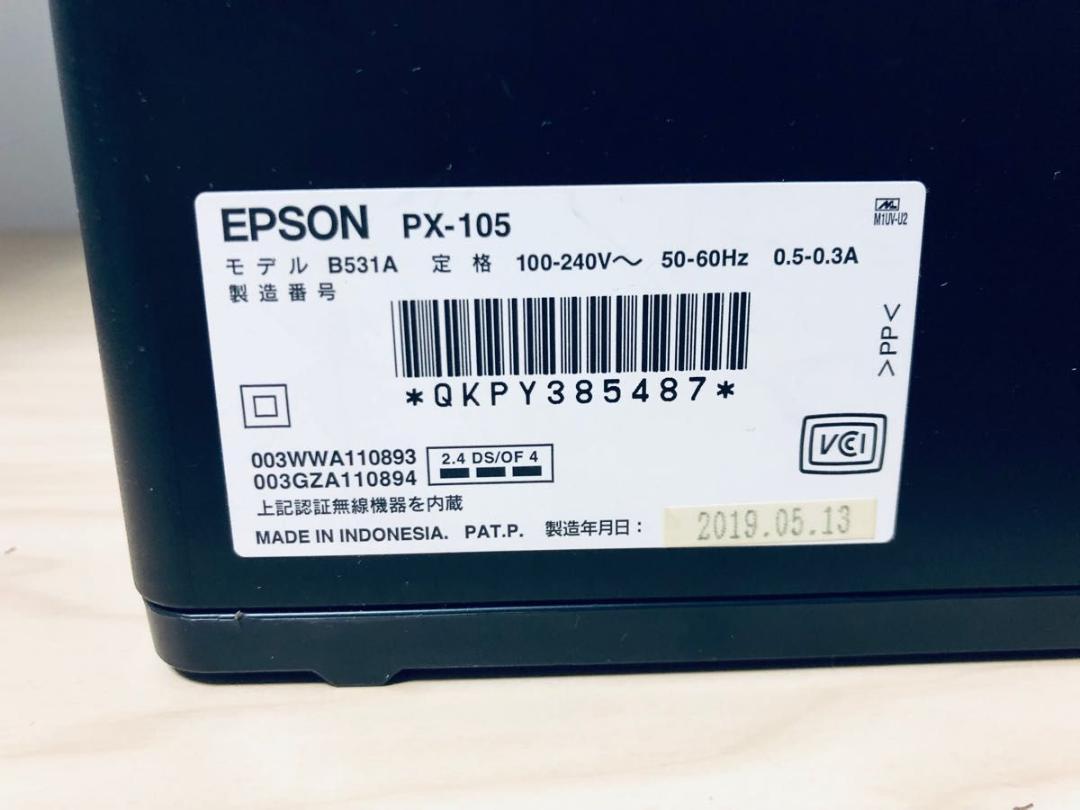 EPSON PX-105
M1UV-U2
モデル B531A 定格 100-240V〜 50-60Hz 0.5-0.3A
製造番号
*QKPY385487*
>PP<
VCI
003WWA110893
003GZA110894
2.4 DS/OF 4
上記認証無線機器を内蔵
MADE IN INDONESIA. PAT.P. 製造年月日：
2019.05.13